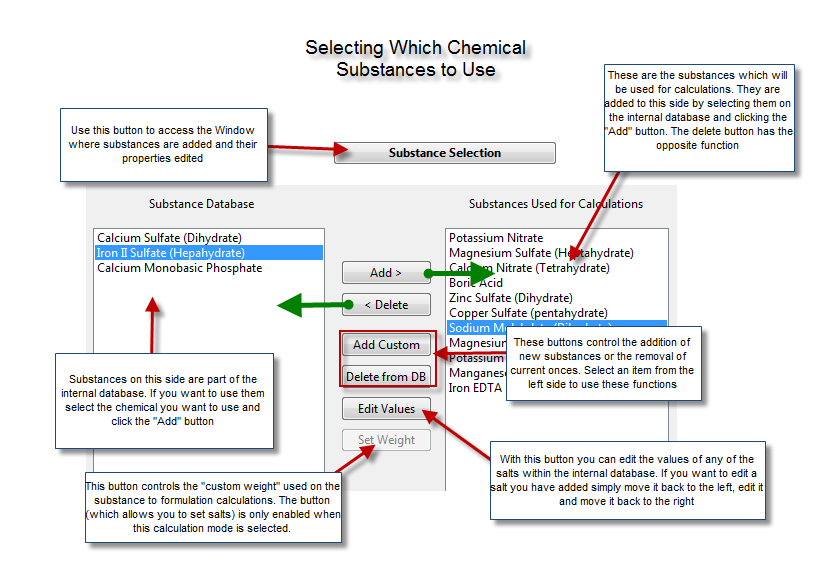 Selecting Which Chemical
Substances to Use
These are the substances which will
be used for calculations. They are
added to this side by selecting them on
the internal database and clicking the
"Add" button. The delete button has the
opposite function
Use this button to access the Window
where substances are added and their
properties edited
Substance Selection
Substance Database
Substances Used for Calculations
Calcium Sulfate (Dihydrate)
Iron II Sulfate (Hepahydrate)
Calcium Monobasic Phosphate
Add >
< Delete
Add Custom
Delete from DB
Edit Values
Set Weight
Potassium Nitrate
Magnesium Sulfate (Heptahydrate)
Calcium Nitrate (Tetrahydrate)
Boric Acid
Zinc Sulfate (Dihydrate)
Copper Sulfate (pentahydrate)
Sodium
Magnesium
Potassium
Manganese
Iron EDTA
These buttons control the addition of
new substances or the removal of
current onces. Select an item from the
left side to use these functions
Substances on this side are part of the
internal database. If you want to use them
select the chemical you want to use and
click the "Add" button
With this button you can edit the values of any of the
salts within the internal database. If you want to edit a
salt you have added simply move it back to the left, edit it
and move it back to the right
This button controls the "custom weight" used on the
substance to formulation calculations. The button
(which allows you to set salts) is only enabled when
this calculation mode is selected.